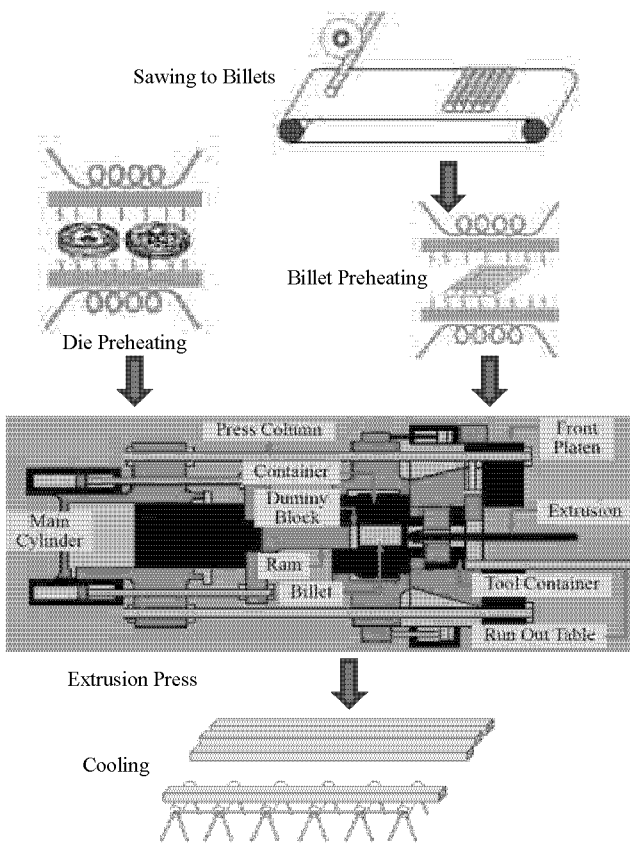 Sawing to Billets
Billet Preheating
Die Preheating
Press Column
Front
Platen
Container
Dummy
Block
Extrusion
Main
Cylinder
Ram
Billet
Tool Container
Run Out Table
Extrusion Press
Cooling